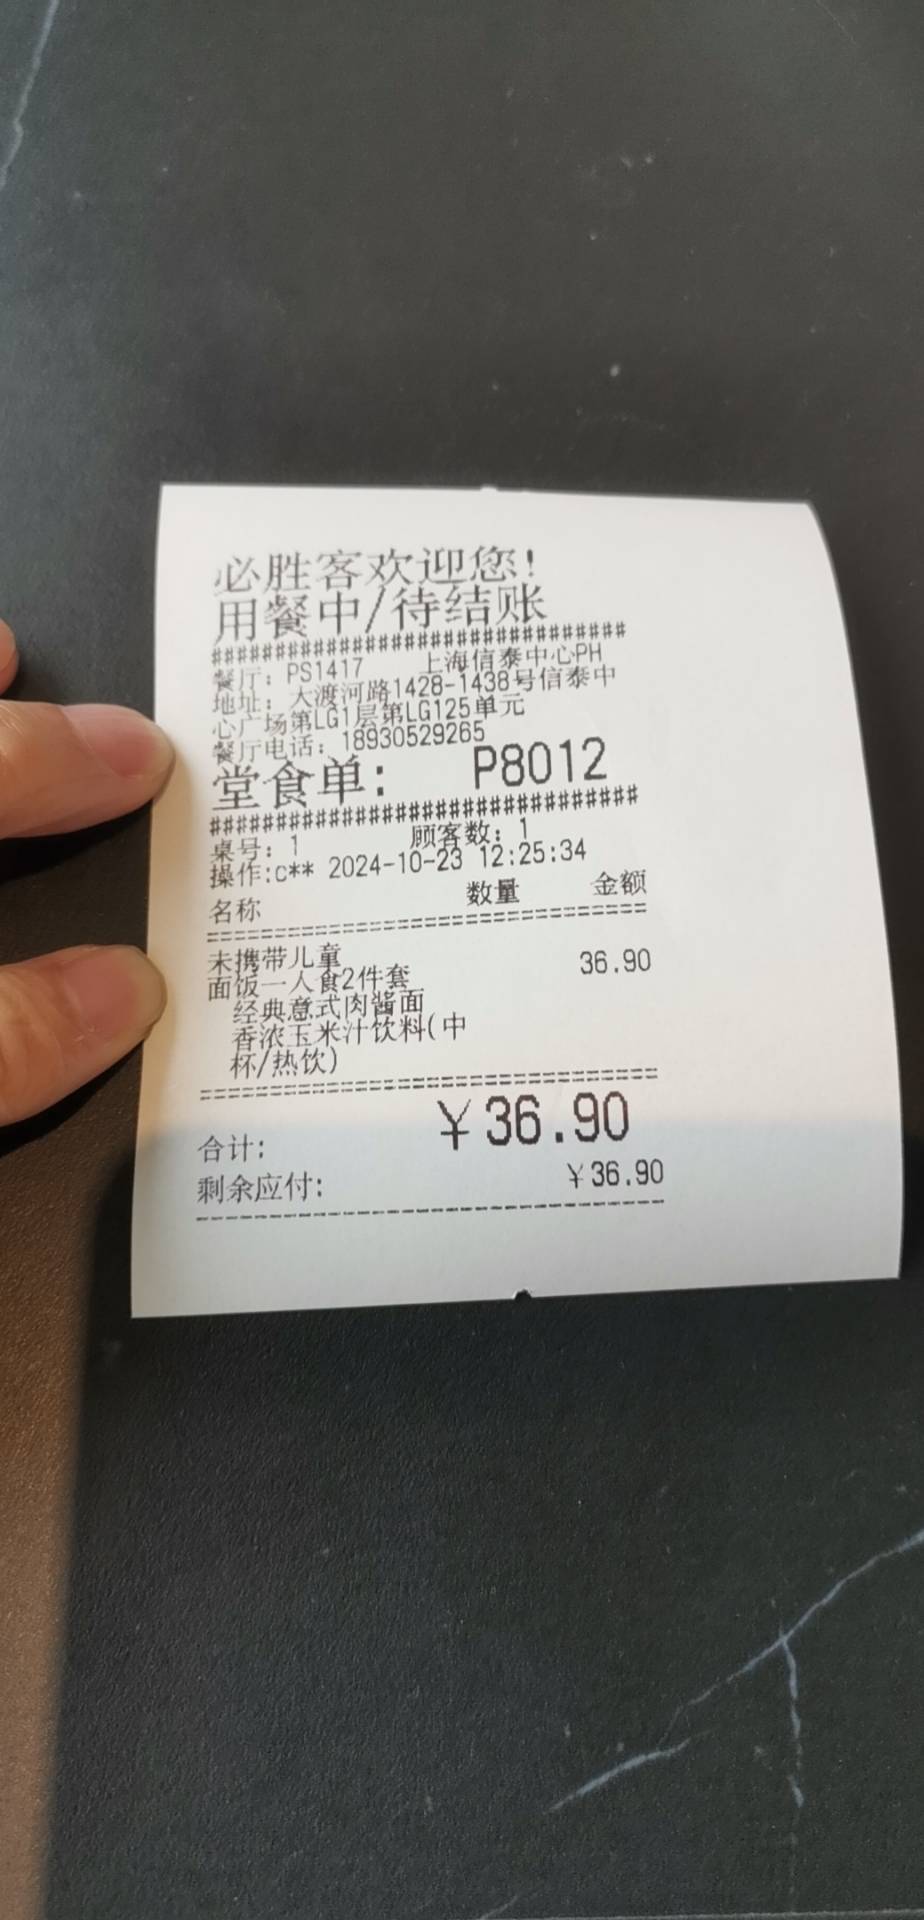 必胜客欢迎您!
用餐中/待结账
################################
餐厅: PS1417 上海信泰中心PH
地址: 大渡河路1428-1438号信泰中
心广场第LG1层第LG125单元
餐厅电话: 18930529265
堂食单: P8012
################################
桌号: 1 顾客数: 1
操作:c** 2024-10-23 12:25:34
名称 数量 金额
================================
未携带儿童
面饭一人食2件套 36.90
经典意式肉酱面
香浓玉米汁饮料(中
杯/热饮)
================================
合计: ¥36.90
剩余应付: ¥36.90
--------------------------------